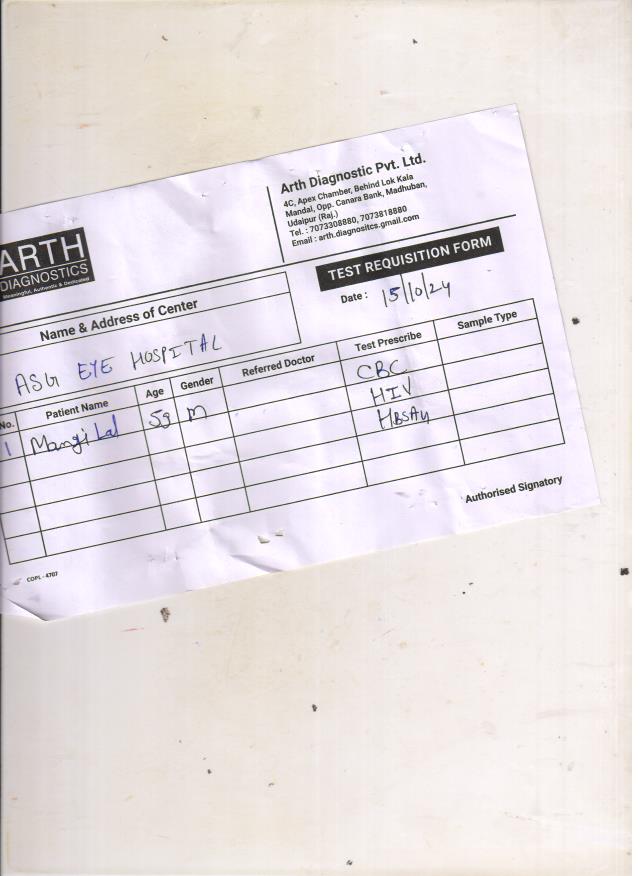 ARTH
DIAGNOSTICS
Meaningful, Authentic & Dedicated
Arth Diagnostic Pvt. Ltd.
4C, Apex Chamber, Behind Lok Kala
Mandal, Opp. Canara Bank, Madhuban,
Udaipur (Raj.)
Tel. : 7073308880, 7073818880
Email : arth.diagnositcs.gmail.com
TEST REQUISITION FORM
Date : 15/10/24
Name & Address of Center
ASG EYE HOSPITAL
No. Patient Name Age Gender Referred Doctor Test Prescribe Sample Type
1 Mangi Lal 59 m CBC
HIV
HBSAg
Authorised Signatory
CDPL - 4707